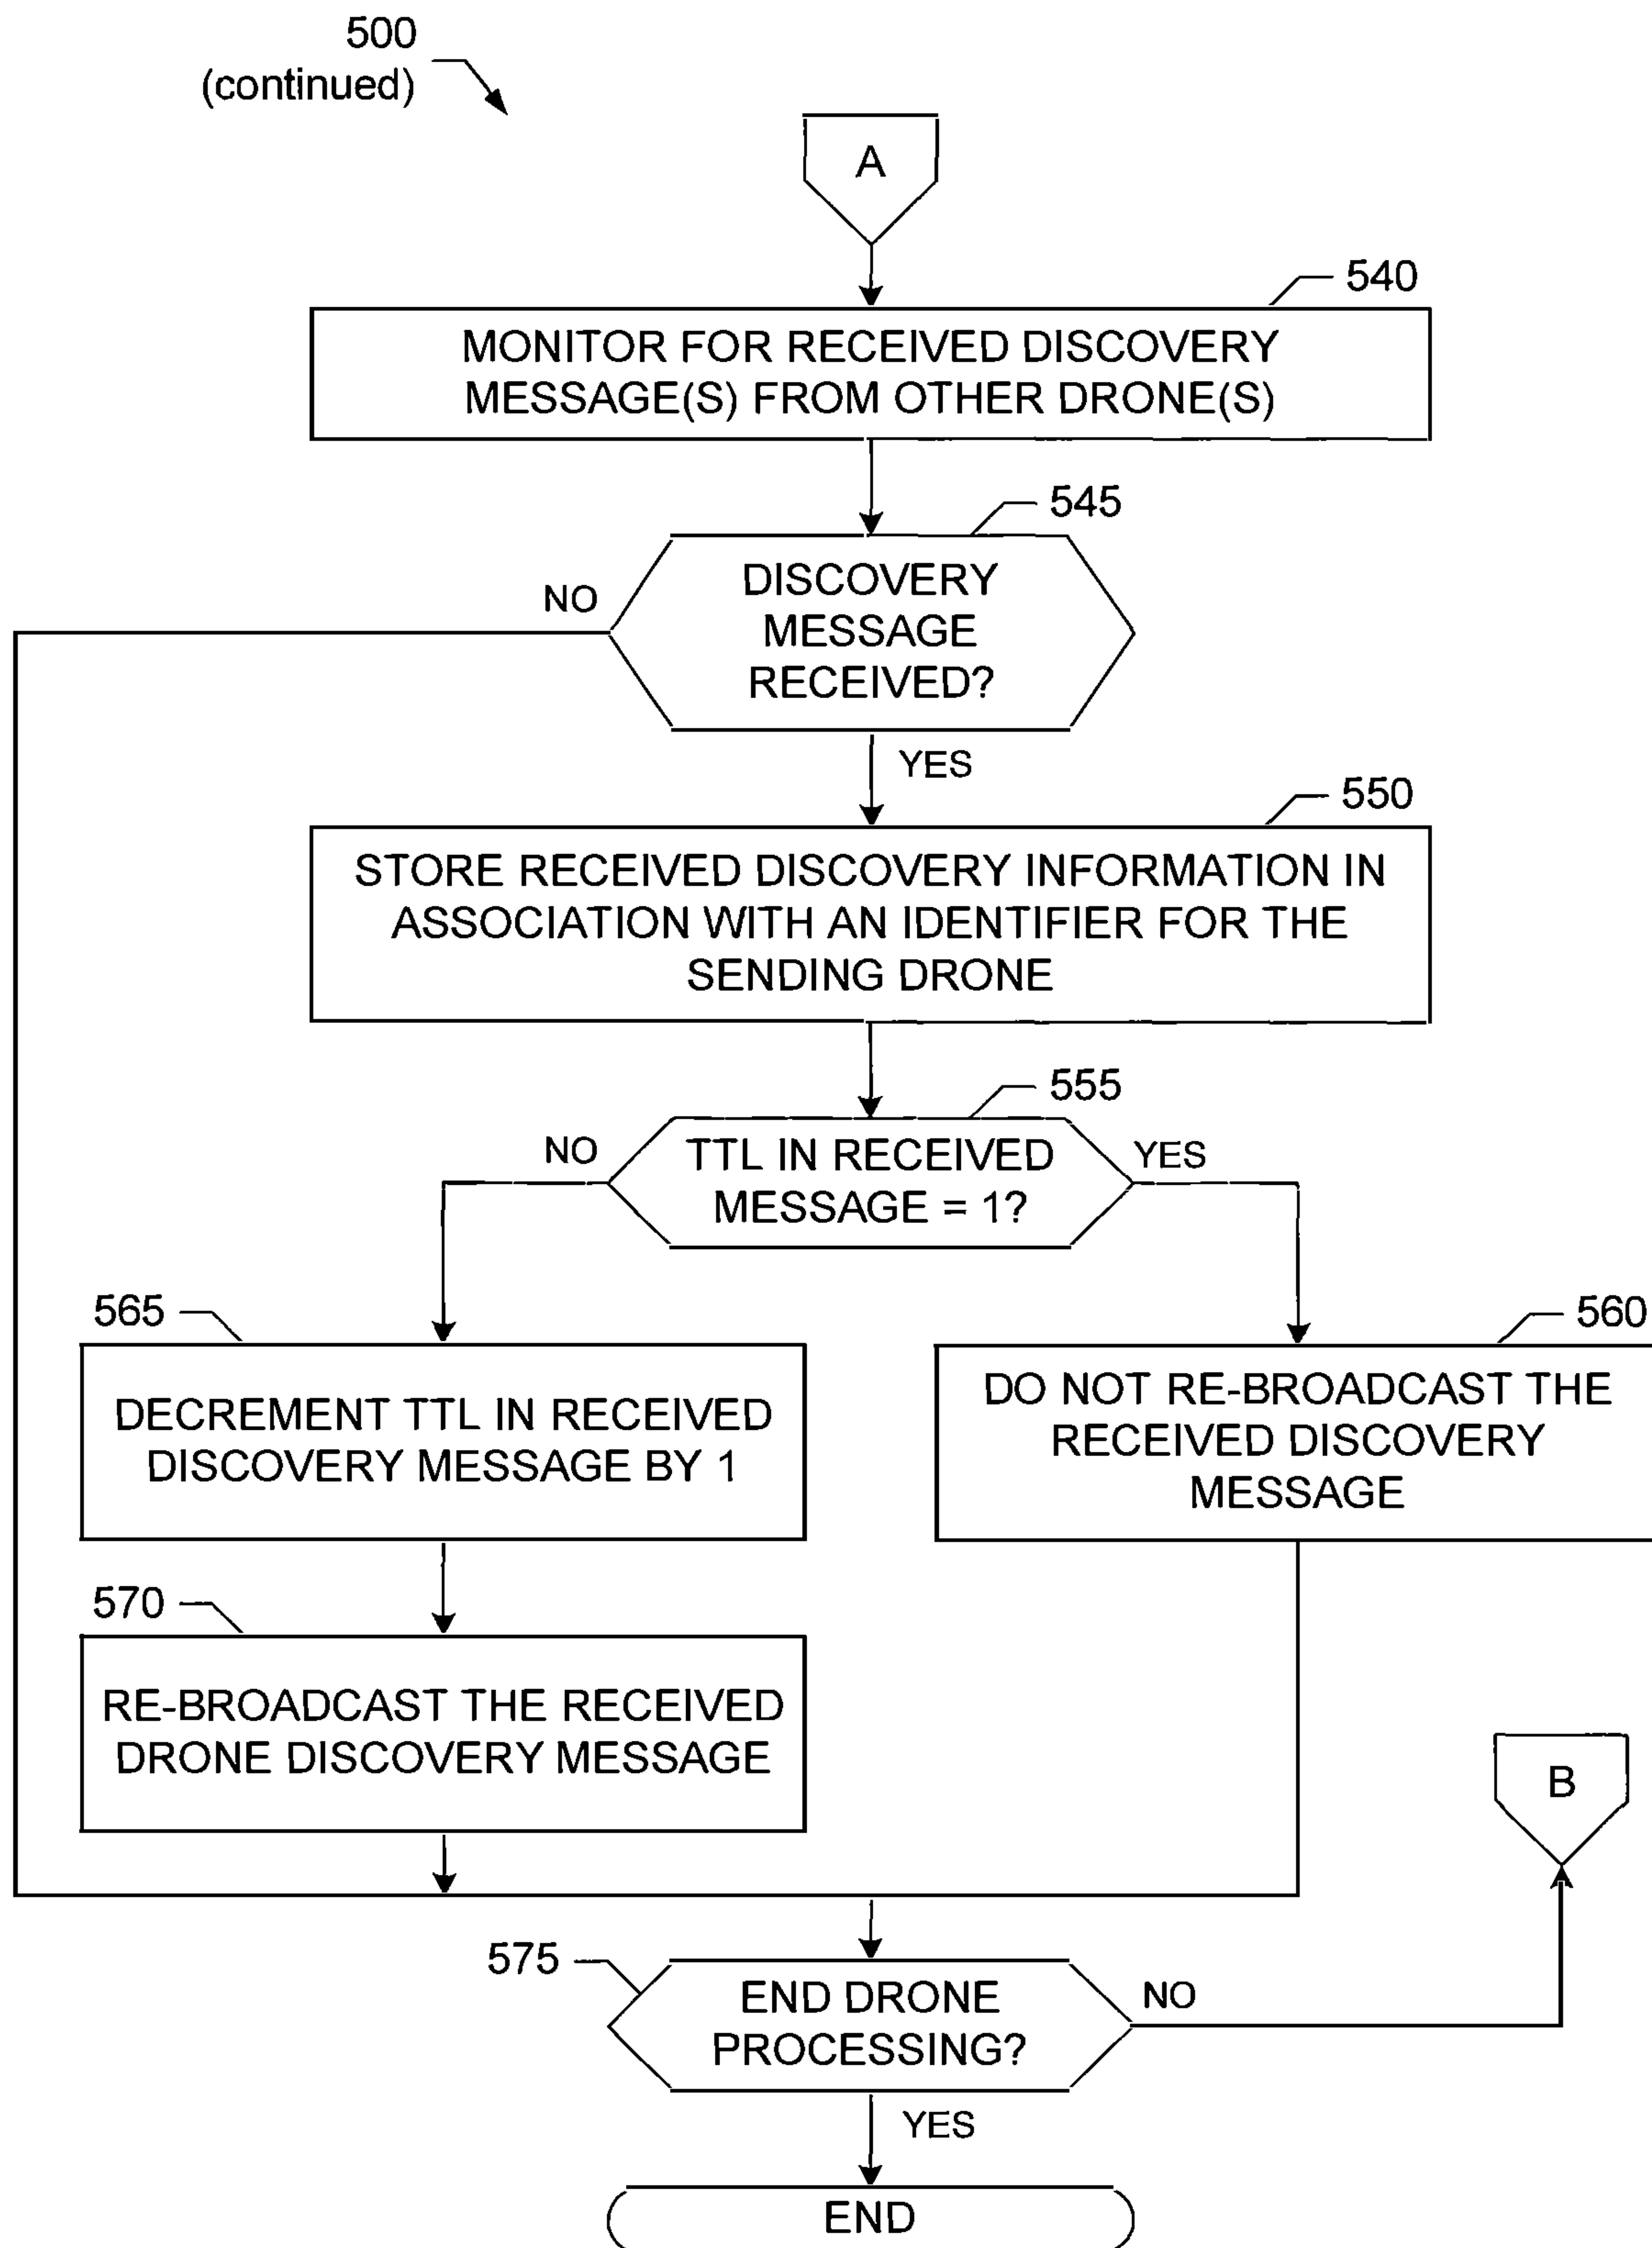 500
(continued)
A
540
MONITOR FOR RECEIVED DISCOVERY
MESSAGE(S) FROM OTHER DRONE(S)
545
NO
DISCOVERY
MESSAGE
RECEIVED?
YES
550
STORE RECEIVED DISCOVERY INFORMATION IN
ASSOCIATION WITH AN IDENTIFIER FOR THE
SENDING DRONE
555
NO
TTL IN RECEIVED
MESSAGE = 1?
YES
565
DECREMENT TTL IN RECEIVED
DISCOVERY MESSAGE BY 1
560
DO NOT RE-BROADCAST THE
RECEIVED DISCOVERY
MESSAGE
570
RE-BROADCAST THE RECEIVED
DRONE DISCOVERY MESSAGE
B
575
END DRONE
PROCESSING?
NO
YES
END